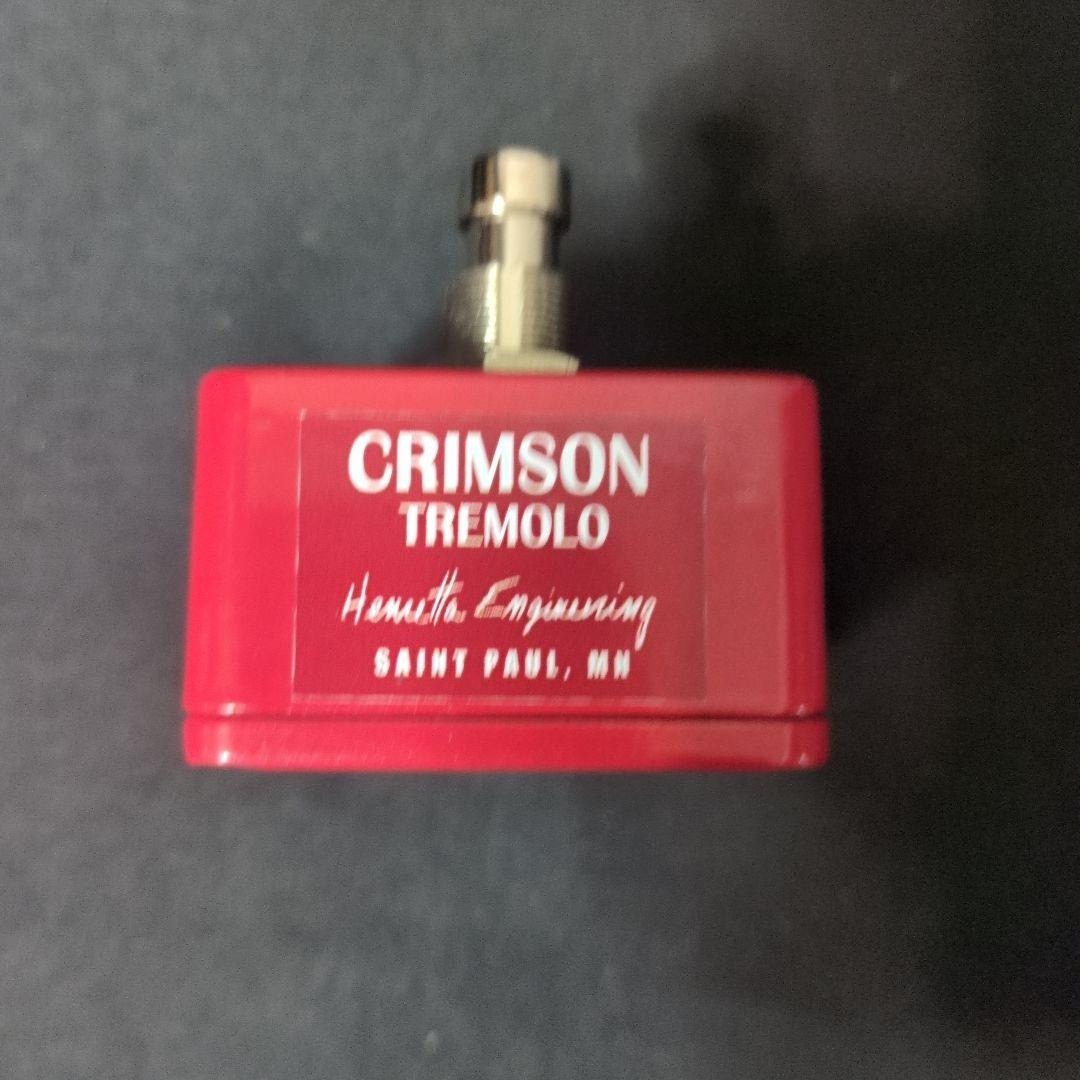 CRIMSON
TREMOLO
Henretta Engineering
SAINT PAUL, MN